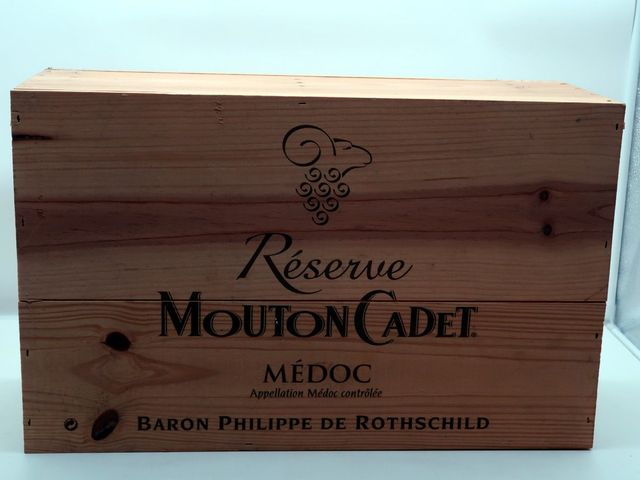 Réserve
MOUTON CADET
MÉDOC
Appellation Médoc contrôlée
BARON PHILIPPE DE ROTHSCHILD